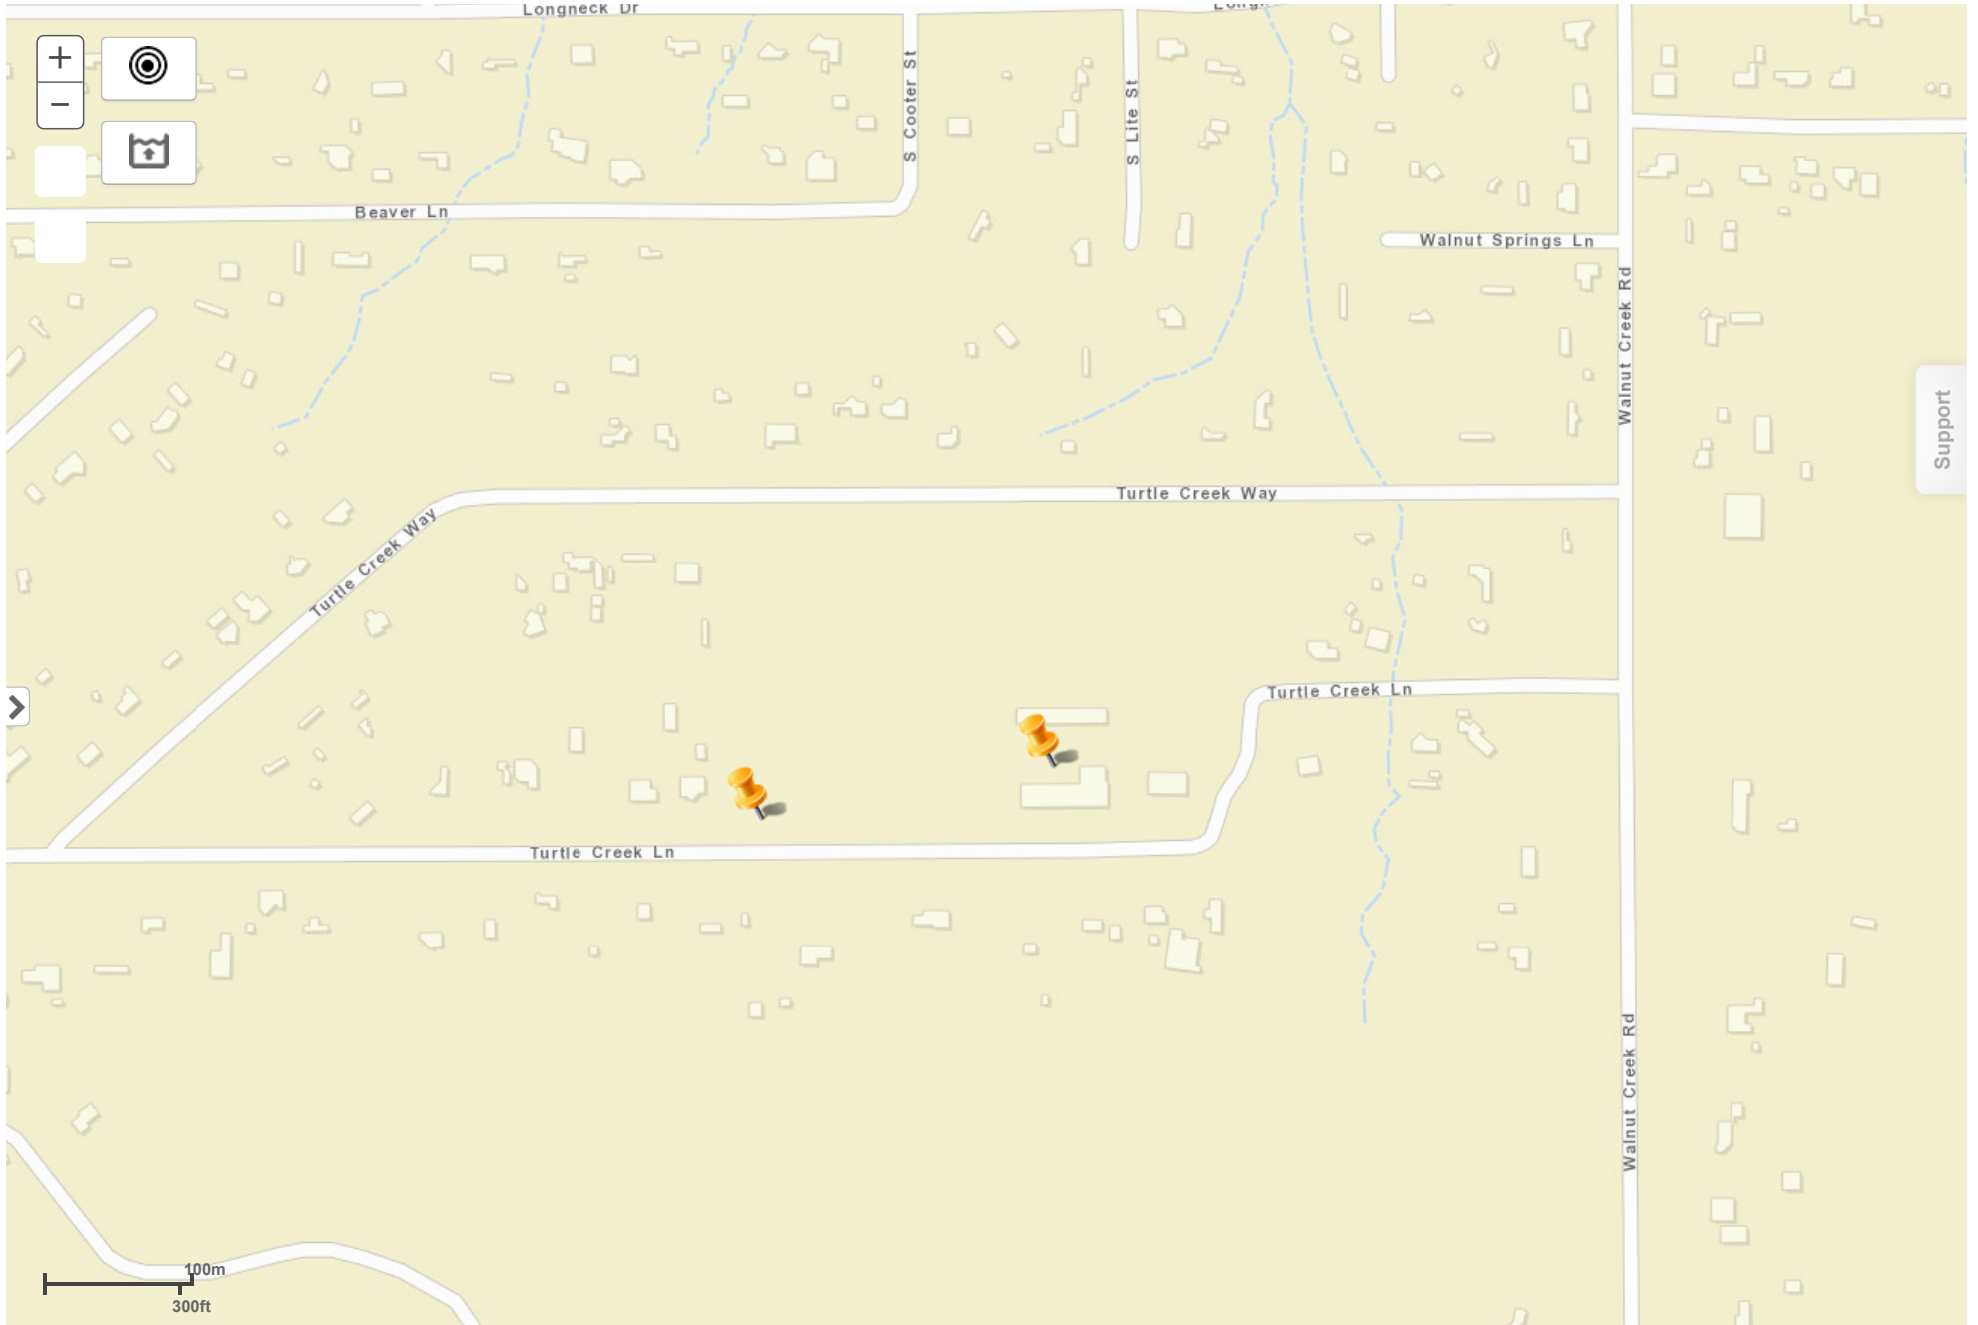 Longneck Dr
S Cooter St
S Lite St
Beaver Ln
Walnut Springs Ln
Walnut Creek Rd
Support
Turtle Creek Way
Turtle Creek Way
Turtle Creek Ln
Turtle Creek Ln
Walnut Creek Rd
100m
300ft